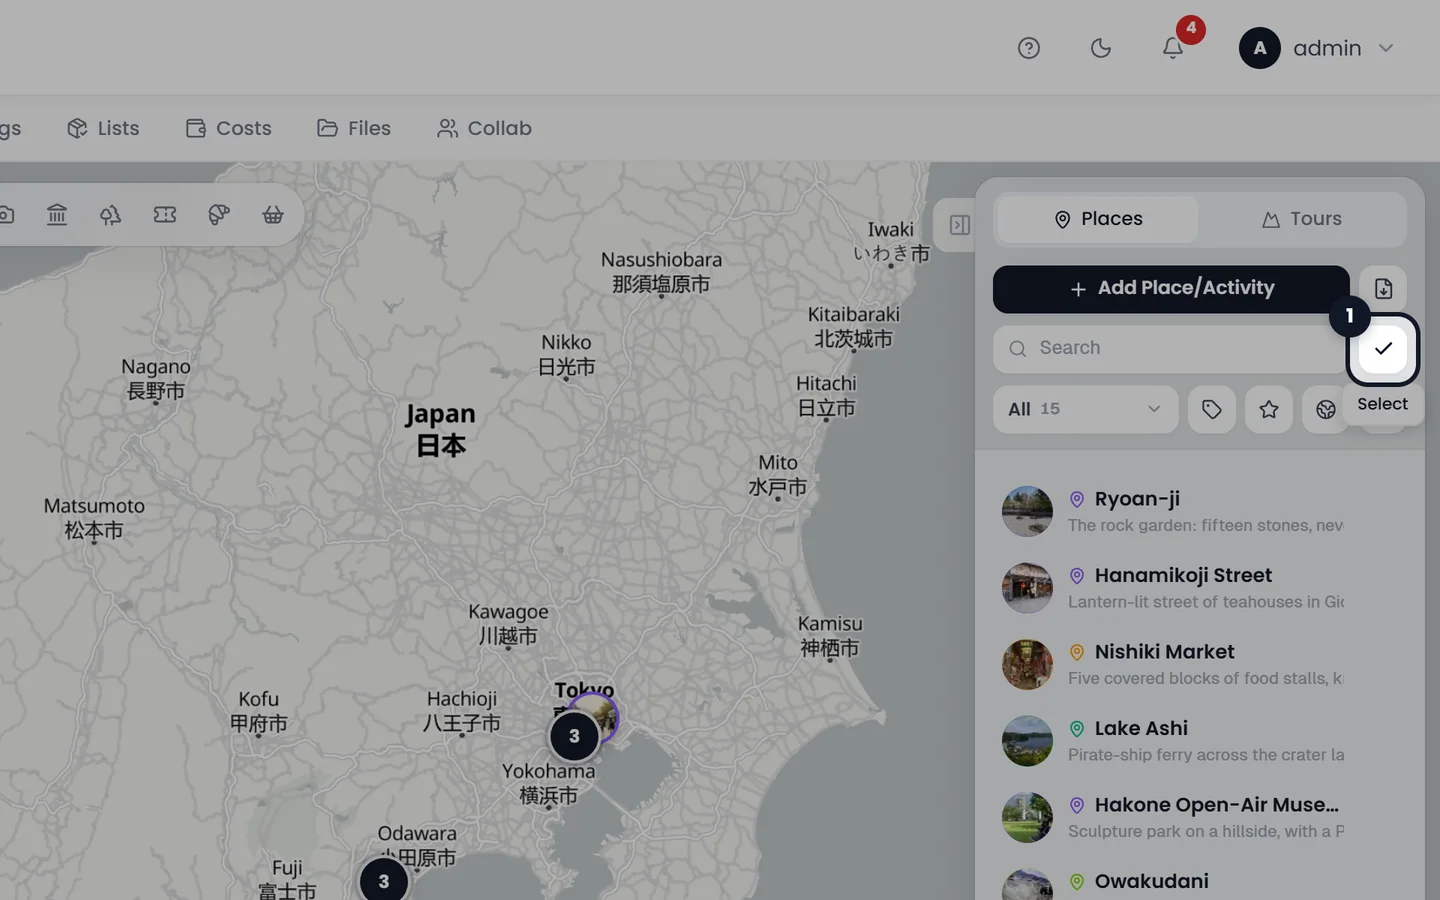 4
A
admin
gs
Lists
Costs
Files
Collab
Places
Tours
Add Place/Activity
1
Search
Select
All 15
Ryoan-ji
The rock garden: fifteen stones, nev
Hanamikoji Street
Lantern-lit street of teahouses in Gi
Nishiki Market
Five covered blocks of food stalls, k
Lake Ashi
Pirate-ship ferry across the crater la
Hakone Open-Air Muse...
Sculpture park on a hillside, with a P
Owakudani
Iwaki
いわき市
Nasushiobara
那須塩原市
Kitaibaraki
北茨城市
Nikko
日光市
Nagano
長野市
Hitachi
日立市
Japan
日本
Mito
水戸市
Matsumoto
松本市
Kawagoe
川越市
Kamisu
神栖市
Tokyo
Kofu
甲府市
Hachioji
八王子市
3
Yokohama
横浜市
Odawara
小田原市
Fuji
富士市
3